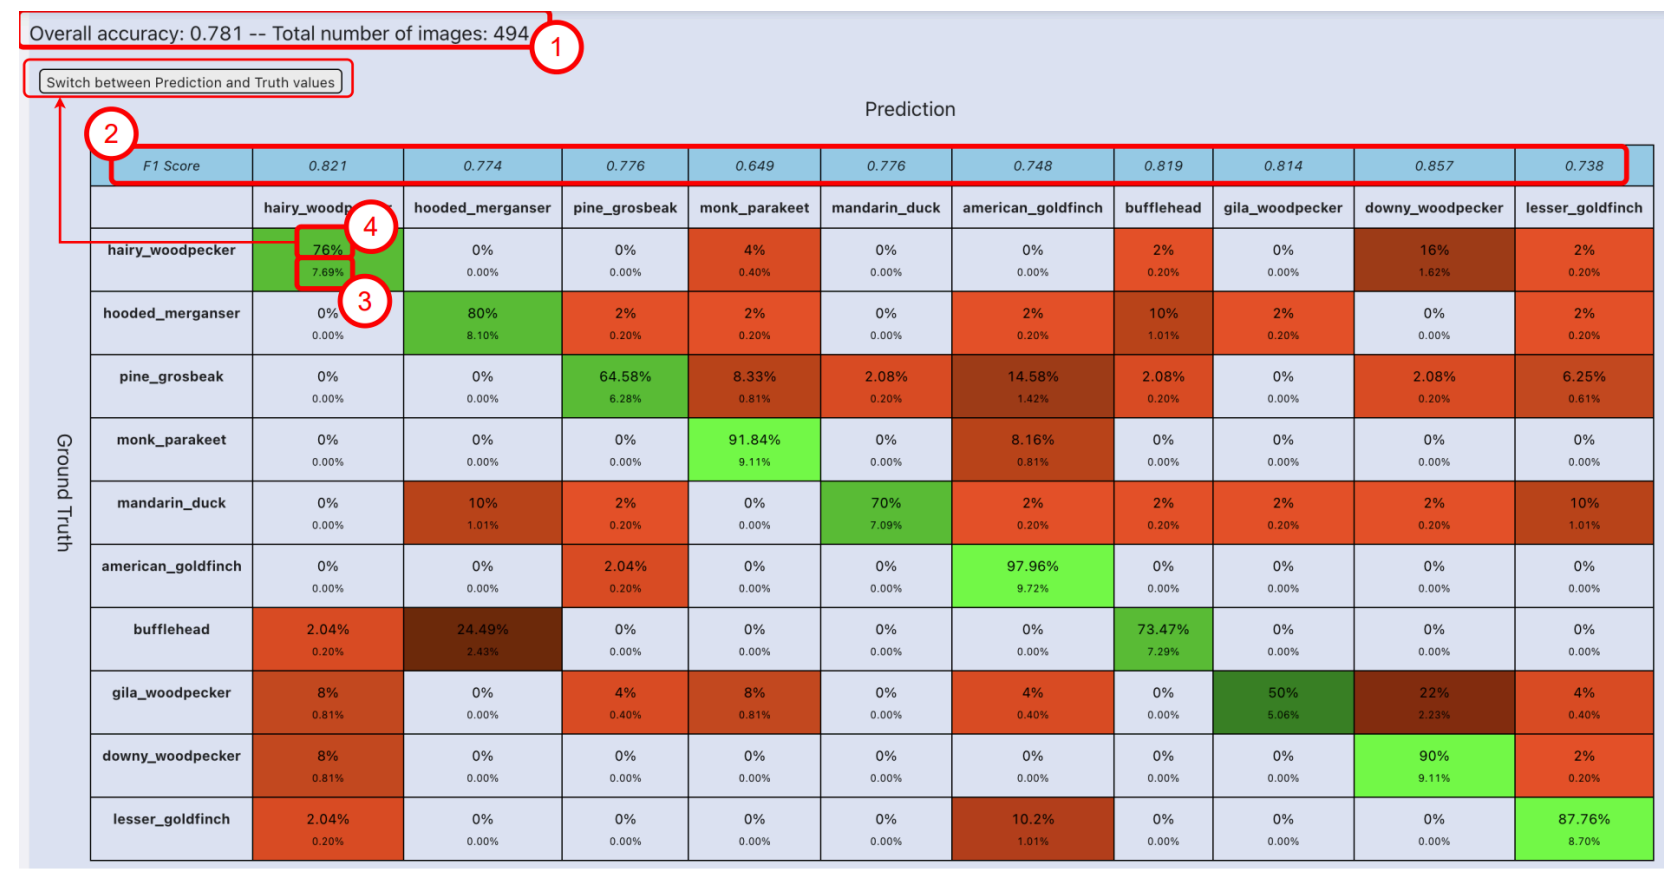 Overall accuracy: 0.781 -- Total number of images: 494
1
Switch between Prediction and Truth values
Prediction
2
F1 Score 0.821 0.774 0.776 0.649 0.776 0.748 0.819 0.814 0.857 0.738
hairy_woodp r hooded_merganser pine_grosbeak monk_parakeet mandarin_duck american_goldfinch bufflehead gila_woodpecker downy_woodpecker lesser_goldfinch
4
hairy_woodpecker 76% 0% 0% 4% 0% 0% 2% 0% 16% 2%
7.69% 0.00% 0.00% 0.40% 0.00% 0.00% 0.20% 0.00% 1.62% 0.20%
3
hooded_merganser 0% 80% 2% 2% 0% 2% 10% 2% 0% 2%
0.00% 8.10% 0.20% 0.20% 0.00% 0.20% 1.01% 0.20% 0.00% 0.20%
pine_grosbeak 0% 0% 64.58% 8.33% 2.08% 14.58% 2.08% 0% 2.08% 6.25%
0.00% 0.00% 6.28% 0.81% 0.20% 1.42% 0.20% 0.00% 0.20% 0.61%
Ground Truth
monk_parakeet 0% 0% 0% 91.84% 0% 8.16% 0% 0% 0% 0%
0.00% 0.00% 0.00% 9.11% 0.00% 0.81% 0.00% 0.00% 0.00% 0.00%
mandarin_duck 0% 10% 2% 0% 70% 2% 2% 2% 2% 10%
0.00% 1.01% 0.20% 0.00% 7.09% 0.20% 0.20% 0.20% 0.20% 1.01%
american_goldfinch 0% 0% 2.04% 0% 0% 97.96% 0% 0% 0% 0%
0.00% 0.00% 0.20% 0.00% 0.00% 9.72% 0.00% 0.00% 0.00% 0.00%
bufflehead 2.04% 24.49% 0% 0% 0% 0% 73.47% 0% 0% 0%
0.20% 2.43% 0.00% 0.00% 0.00% 0.00% 7.29% 0.00% 0.00% 0.00%
gila_woodpecker 8% 0% 4% 8% 0% 4% 0% 50% 22% 4%
0.81% 0.00% 0.40% 0.81% 0.00% 0.40% 0.00% 5.06% 2.23% 0.40%
downy_woodpecker 8% 0% 0% 0% 0% 0% 0% 0% 90% 2%
0.81% 0.00% 0.00% 0.00% 0.00% 0.00% 0.00% 0.00% 9.11% 0.20%
lesser_goldfinch 2.04% 0% 0% 0% 0% 10.2% 0% 0% 0% 87.76%
0.20% 0.00% 0.00% 0.00% 0.00% 1.01% 0.00% 0.00% 0.00% 8.70%